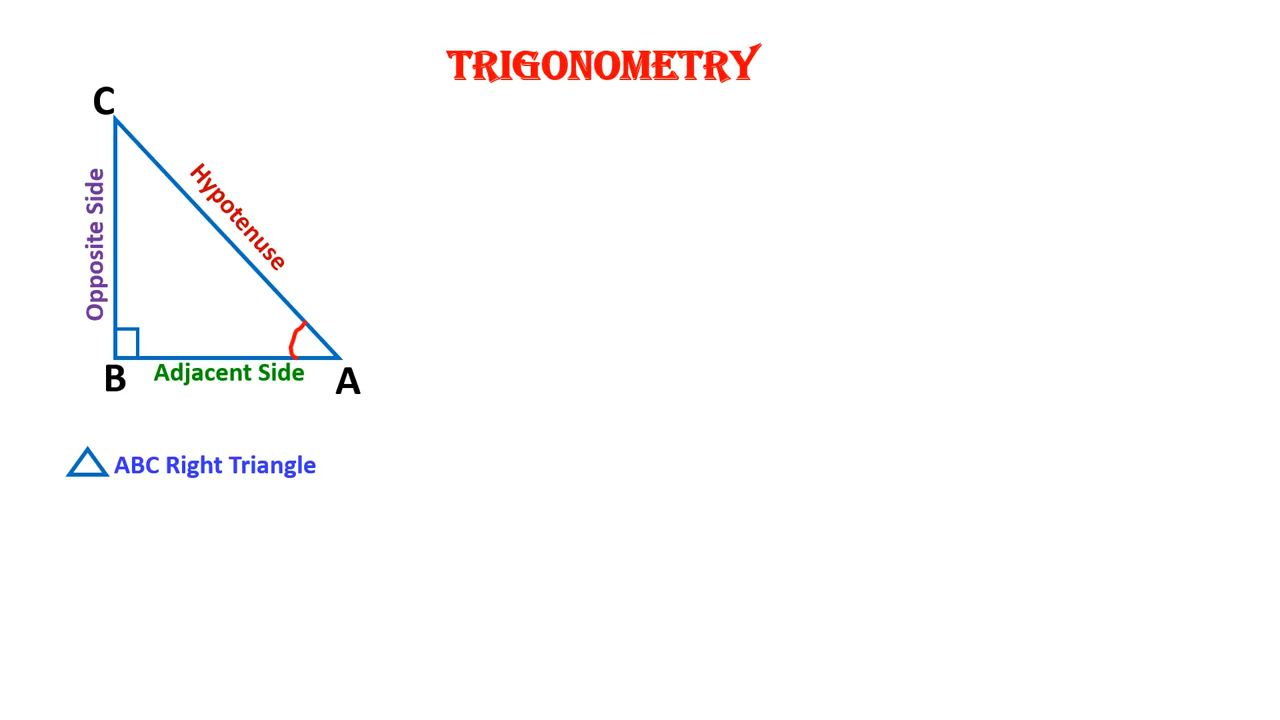 TRIGONOMETRY
C
Opposite Side
Hypotenuse
B
Adjacent Side
A
ABC Right Triangle